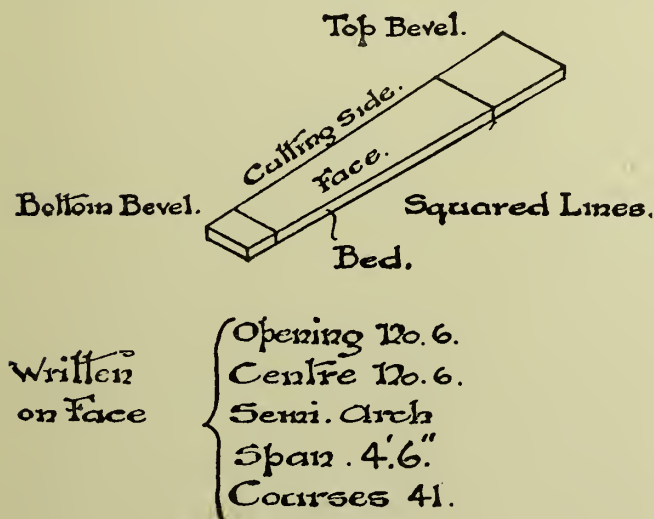 Top Bevel.
Cutting Side.
Face.
Bottom Bevel.
Squared Lines.
Bed.
Written
on Face
Opening No. 6.
Centre No. 6.
Semi. Arch
Span . 4'.6".
Courses 41.